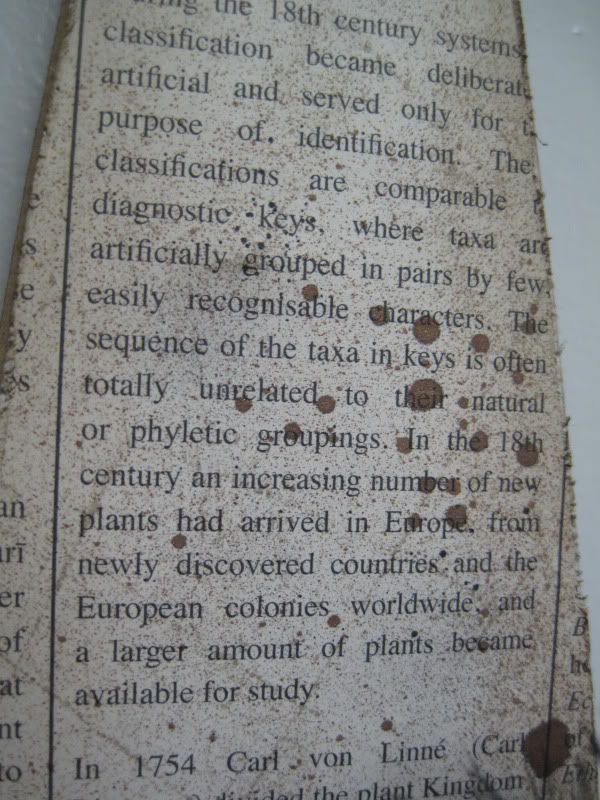 the 18th century systems
classification became
artificial and served only for
purpose of identification. The
classifications are comparable
diagnostic keys, where taxa are
artificially grouped in pairs by few,
easily recognisable characters. The
sequence of the taxa in keys is often
totally unrelated to their natural
or phyletic groupings. In the 18th
century an increasing number of new
plants had arrived in Europe, from
newly discovered countries and the
European colonies worldwide, and
a larger amount of plants became
available for study.
In 1754 Carl von Linné (Carl
divided the plant Kingdom